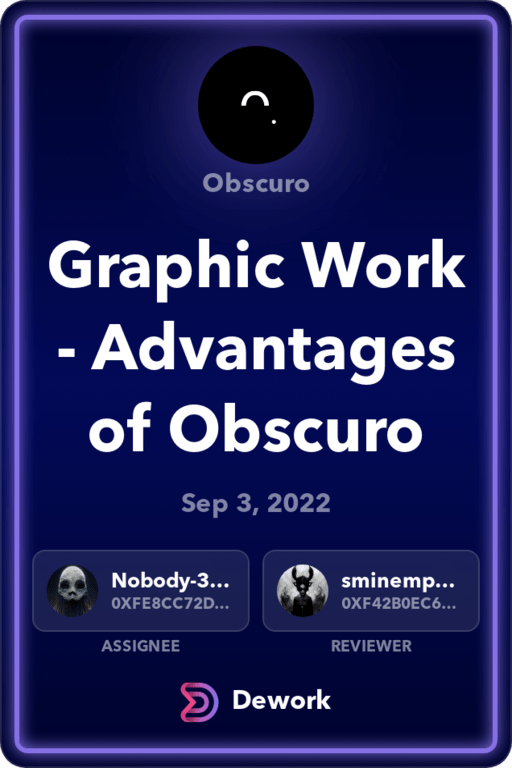 Obscuro
Graphic Work
- Advantages
of Obscuro
Sep 3, 2022
Nobody-3...
0XFE8CC72D...
ASSIGNEE
sminemp...
0XF42B0EC6...
REVIEWER
Dework